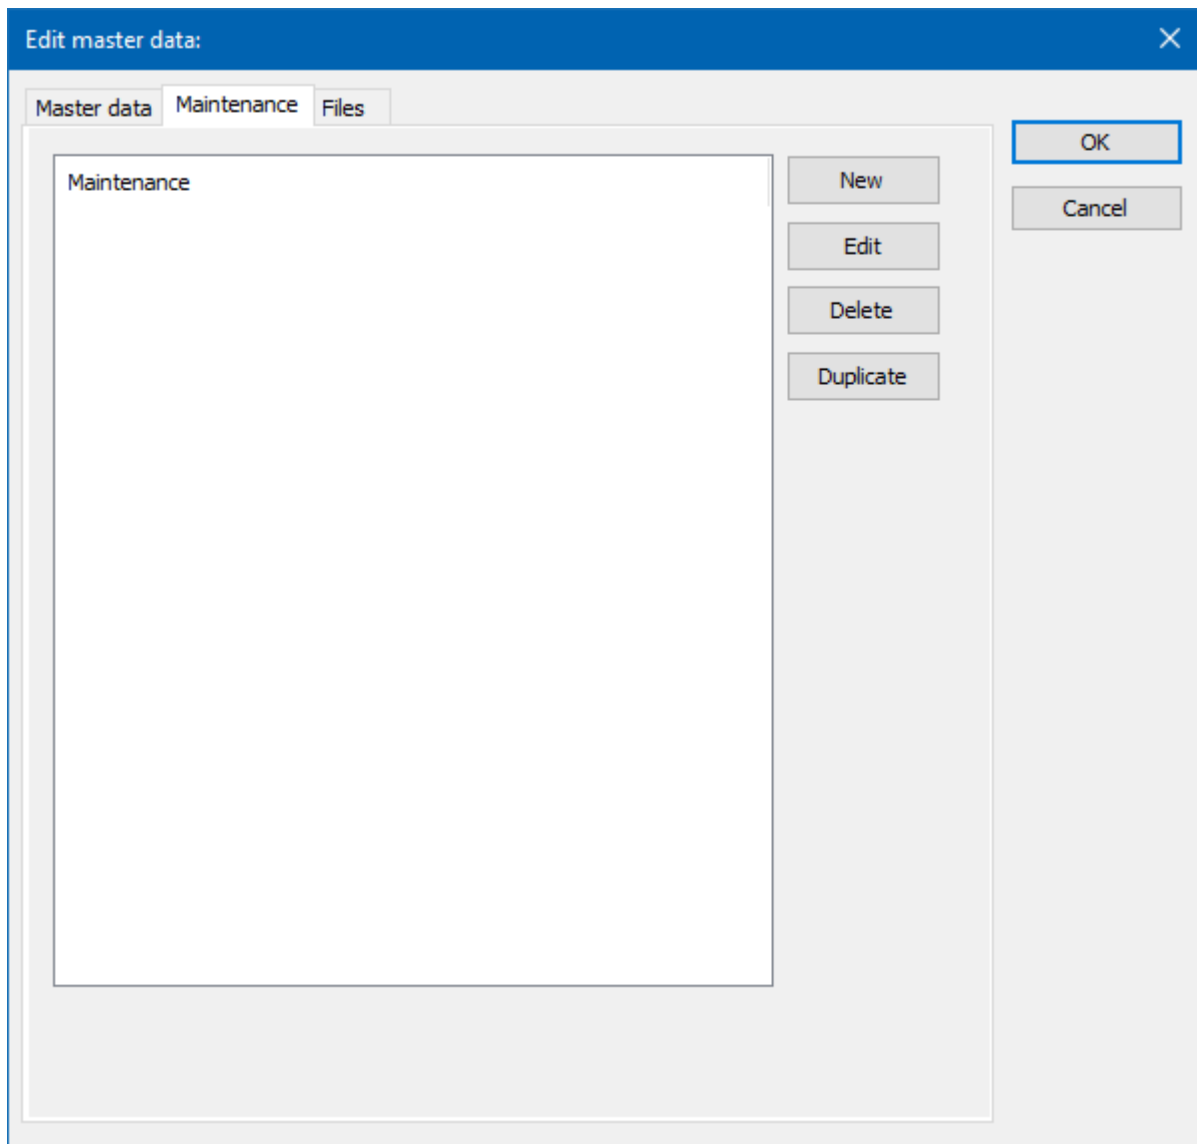 Edit master data:
Master data Maintenance Files
Maintenance
New
Edit
Delete
Duplicate
OK
Cancel